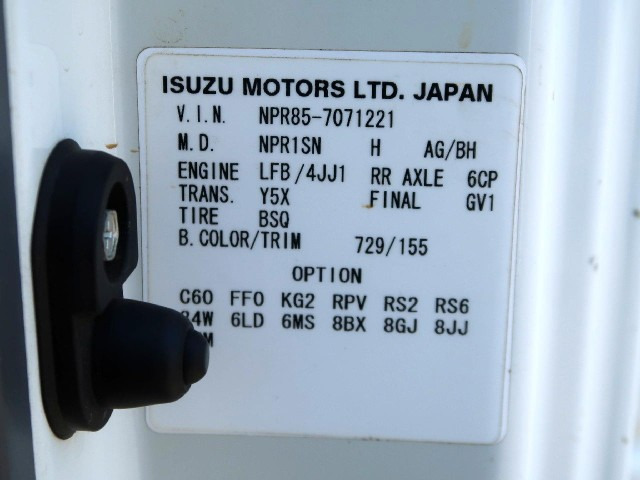 ISUZU MOTORS LTD. JAPAN
V.I.N. NPR85-7071221
M.D. NPR1SN H AG/BH
ENGINE LFB/4JJ1 RR AXLE 6CP
TRANS. Y5X FINAL GV1
TIRE BSQ
B.COLOR/TRIM 729/155
OPTION
C60 FF0 KG2 RPV RS2 RS6
6LD 6MS 8BX 8GJ 8JJ